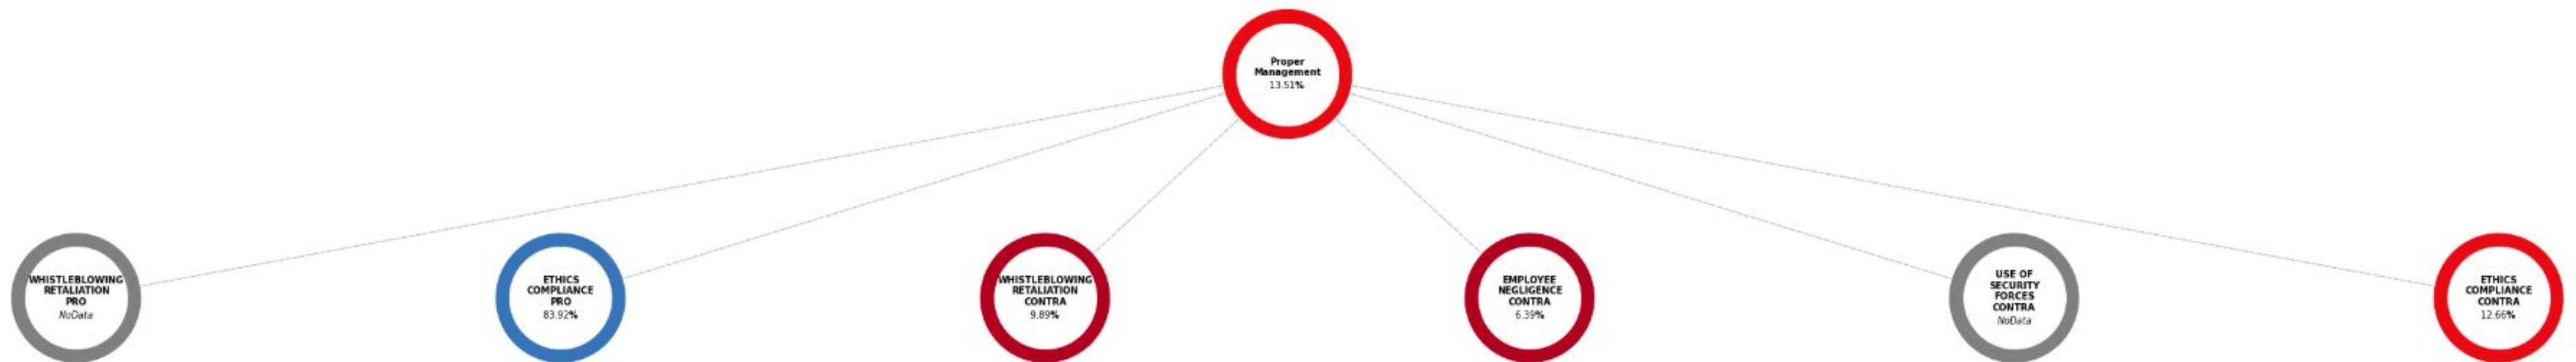 Proper
Management
13.51%
WHISTLEBLOWING
RETALIATION
PRO
NoData
ETHICS
COMPLIANCE
PRO
83.92%
WHISTLEBLOWING
RETALIATION
CONTRA
9.89%
EMPLOYEE
NEGLIGENCE
CONTRA
6.39%
USE OF
SECURITY
FORCES
CONTRA
NoData
ETHICS
COMPLIANCE
CONTRA
12.66%